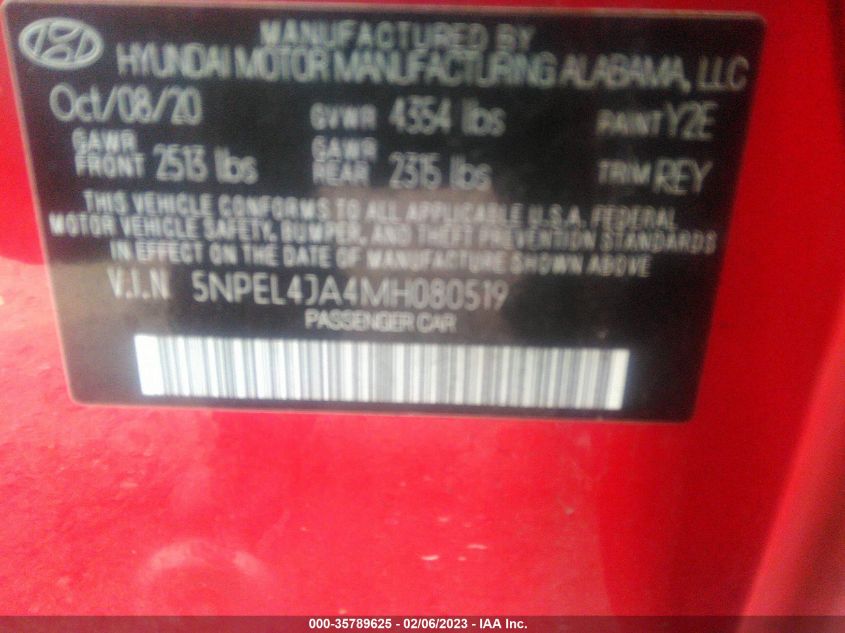 MANUFACTURED BY
HYUNDAI MOTOR MANUFACTURING ALABAMA, LLC
Oct/08/20 GVWR 4354 lbs PAINT Y2E
GAWR FRONT 2513 lbs GAWR REAR 2315 lbs TRIM REY
THIS VEHICLE CONFORMS TO ALL APPLICABLE U.S.A. FEDERAL
MOTOR VEHICLE SAFETY, BUMPER, AND THEFT PREVENTION STANDARDS
IN EFFECT ON THE DATE OF MANUFACTURE SHOWN ABOVE
V.I.N 5NPEL4JA4MH080519
PASSENGER CAR
000-35789625 - 02/06/2023 - IAA Inc.